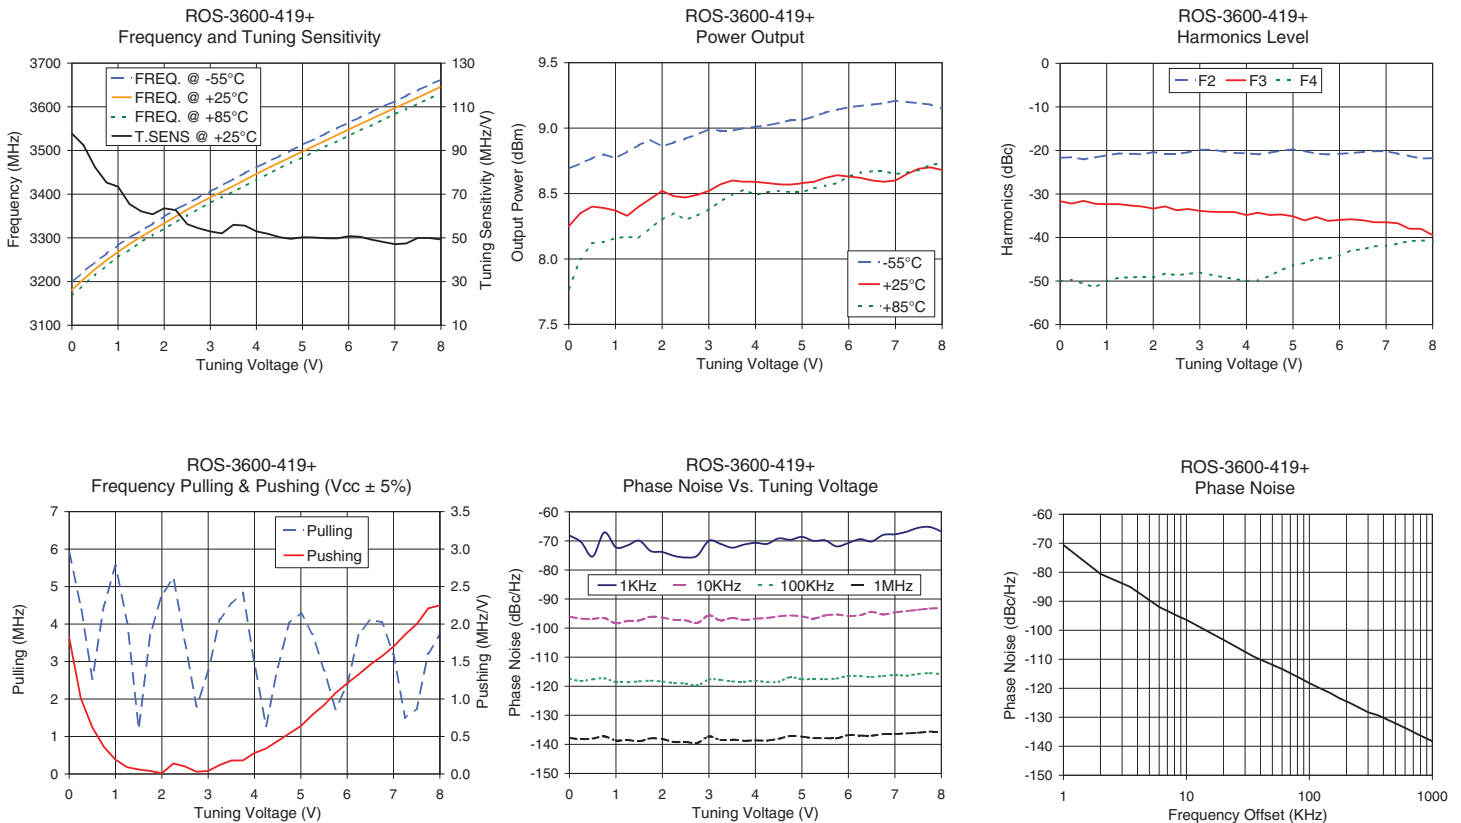 ROS-3600-419+
Frequency and Tuning Sensitivity
3700
3600
3500
3400
3300
3200
3100
Frequency (MHz)
FREQ. @ -55°C
FREQ. @ +25°C
FREQ. @ +85°C
T.SENS @ +25°C
130
110
90
70
50
30
10
Tuning Sensitivity (MHz/V)
0 1 2 3 4 5 6 7 8
Tuning Voltage (V)
ROS-3600-419+
Power Output
9.5
9.0
8.5
8.0
7.5
Output Power (dBm)
-55°C
+25°C
+85°C
0 1 2 3 4 5 6 7 8
Tuning Voltage (V)
ROS-3600-419+
Harmonics Level
0
-10
-20
-30
-40
-50
-60
Harmonics (dBc)
F2 F3 F4
0 1 2 3 4 5 6 7 8
Tuning Voltage (V)
ROS-3600-419+
Frequency Pulling & Pushing (Vcc ± 5%)
7
6
5
4
3
2
1
0
Pulling (MHz)
Pulling
Pushing
3.5
3.0
2.5
2.0
1.5
1.0
0.5
0.0
Pushing (MHz/V)
0 1 2 3 4 5 6 7 8
Tuning Voltage (V)
ROS-3600-419+
Phase Noise Vs. Tuning Voltage
-60
-70
-80
-90
-100
-110
-120
-130
-140
-150
Phase Noise (dBc/Hz)
1KHz 10KHz 100KHz 1MHz
0 1 2 3 4 5 6 7 8
Tuning Voltage (V)
ROS-3600-419+
Phase Noise
-60
-70
-80
-90
-100
-110
-120
-130
-140
-150
Phase Noise (dBc/Hz)
1 10 100 1000
Frequency Offset (KHz)